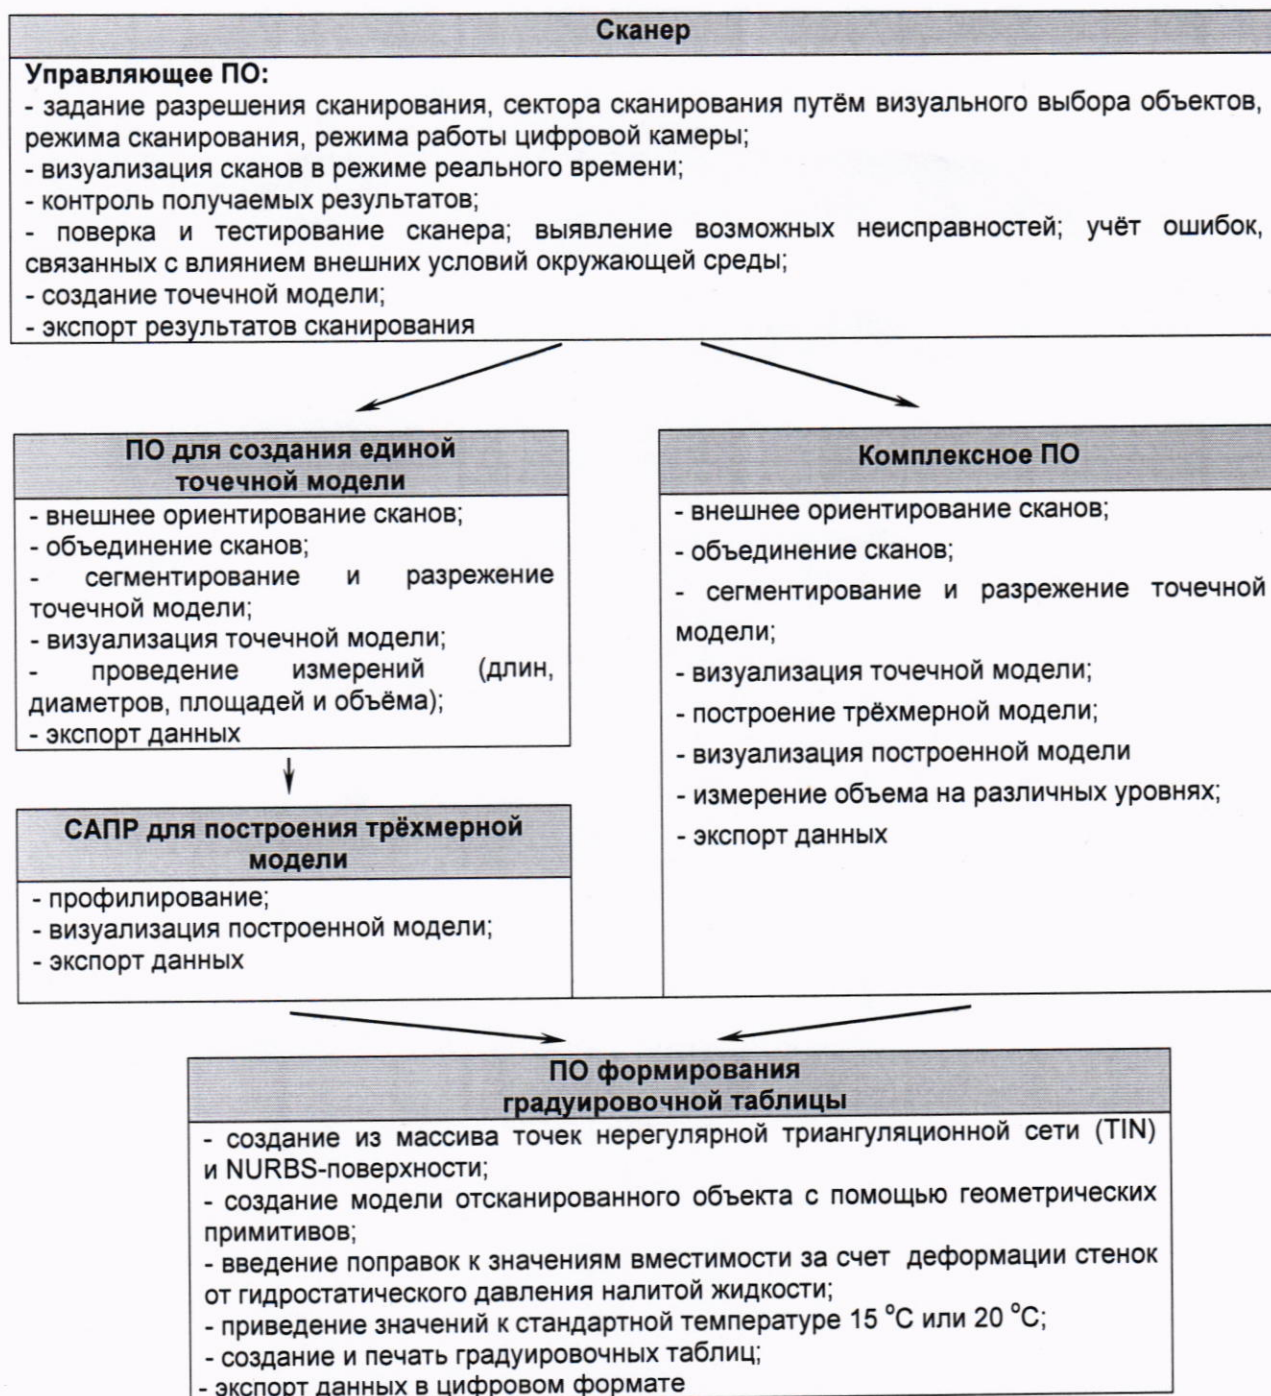 Сканер
Управляющее ПО:
- задание разрешения сканирования, сектора сканирования путём визуального выбора объектов,
режима сканирования, режима работы цифровой камеры;
- визуализация сканов в режиме реального времени;
- контроль получаемых результатов;
- поверка и тестирование сканера; выявление возможных неисправностей; учёт ошибок,
связанных с влиянием внешних условий окружающей среды;
- создание точечной модели;
- экспорт результатов сканирования
ПО для создания единой
точечной модели
- внешнее ориентирование сканов;
- объединение сканов;
- сегментирование и разрежение
точечной модели;
- визуализация точечной модели;
- проведение измерений (длин,
диаметров, площадей и объёма);
- экспорт данных
САПР для построения трёхмерной
модели
- профилирование;
- визуализация построенной модели;
- экспорт данных
Комплексное ПО
- внешнее ориентирование сканов;
- объединение сканов;
- сегментирование и разрежение точечной
модели;
- визуализация точечной модели;
- построение трёхмерной модели;
- визуализация построенной модели
- измерение объема на различных уровнях;
- экспорт данных
ПО формирования
градуировочной таблицы
- создание из массива точек нерегулярной триангуляционной сети (TIN)
и NURBS-поверхности;
- создание модели отсканированного объекта с помощью геометрических
примитивов;
- введение поправок к значениям вместимости за счет деформации стенок
от гидростатического давления налитой жидкости;
- приведение значений к стандартной температуре 15 °C или 20 °C;
- создание и печать градуировочных таблиц;
- экспорт данных в цифровом формате